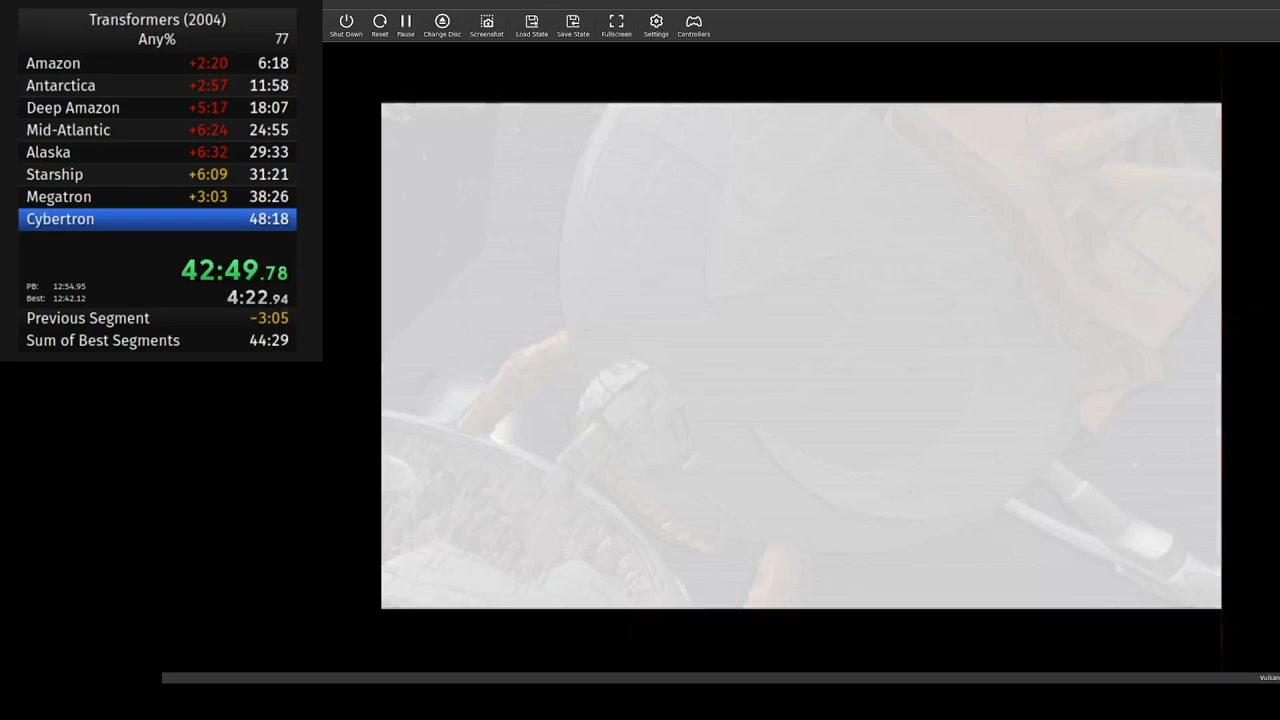 Transformers (2004)
Any% 77
Amazon +2:20 6:18
Antarctica +2:57 11:58
Deep Amazon +5:17 18:07
Mid-Atlantic +6:24 24:55
Alaska +6:32 29:33
Starship +6:09 31:21
Megatron +3:03 38:26
Cybertron 48:18
42:49.78
PB: 12:54.95
Best: 12:42.12
4:22.94
Previous Segment −3:05
Sum of Best Segments 44:29
Shut Down Reset Pause Change Disc Screenshot Load State Save State Fullscreen Settings Controllers
Vulkan